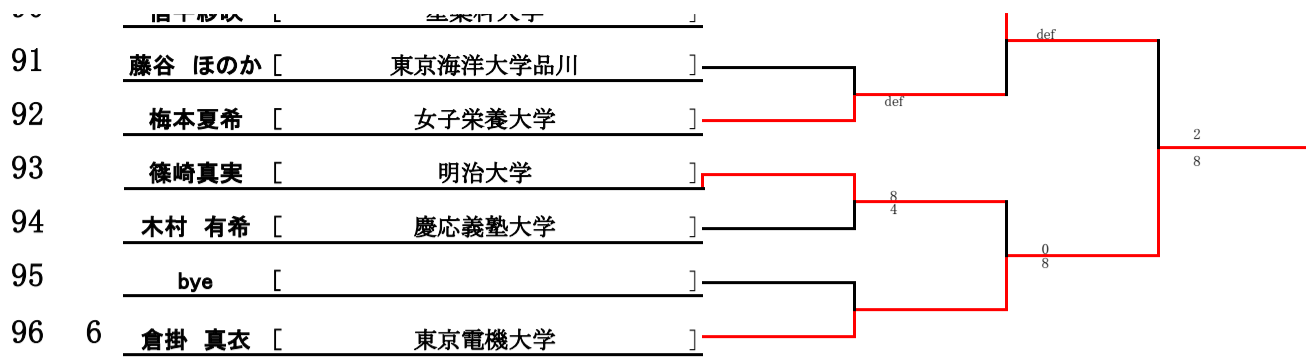 def
91 藤谷 ほのか [ 東京海洋大学品川 ]
def
92 梅本夏希 [ 女子栄養大学 ]
2
8
93 篠崎真実 [ 明治大学 ]
8
4
94 木村 有希 [ 慶応義塾大学 ]
0
8
95 bye [ ]
96 6 倉掛 真衣 [ 東京電機大学 ]